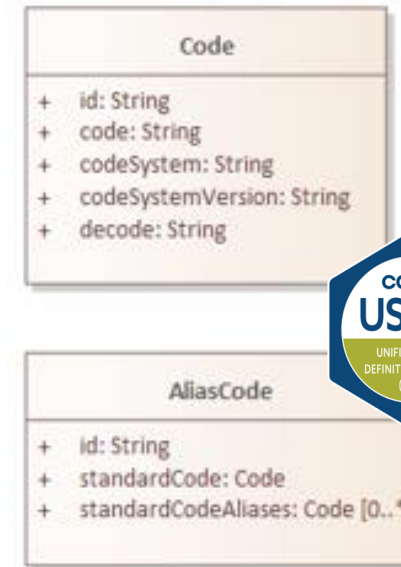 Code
+ id: String
+ code: String
+ codeSystem: String
+ codeSystemVersion: String
+ decode: String
AliasCode
+ id: String
+ standardCode: Code
+ standardCodeAliases: Code [0..*